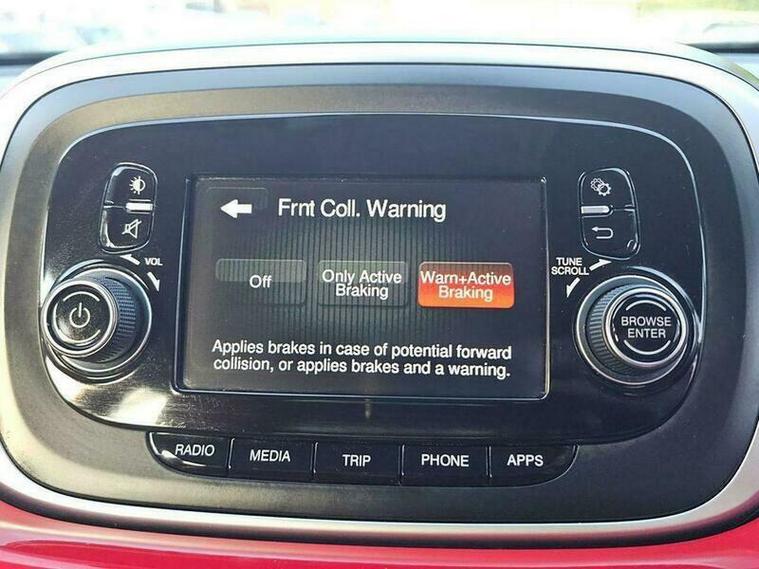 Frnt Coll. Warning
Off
Only Active
Braking
Warn+Active
Braking
Applies brakes in case of potential forward
collision, or applies brakes and a warning.
VOL
TUNE
SCROLL
BROWSE
ENTER
RADIO
MEDIA
TRIP
PHONE
APPS